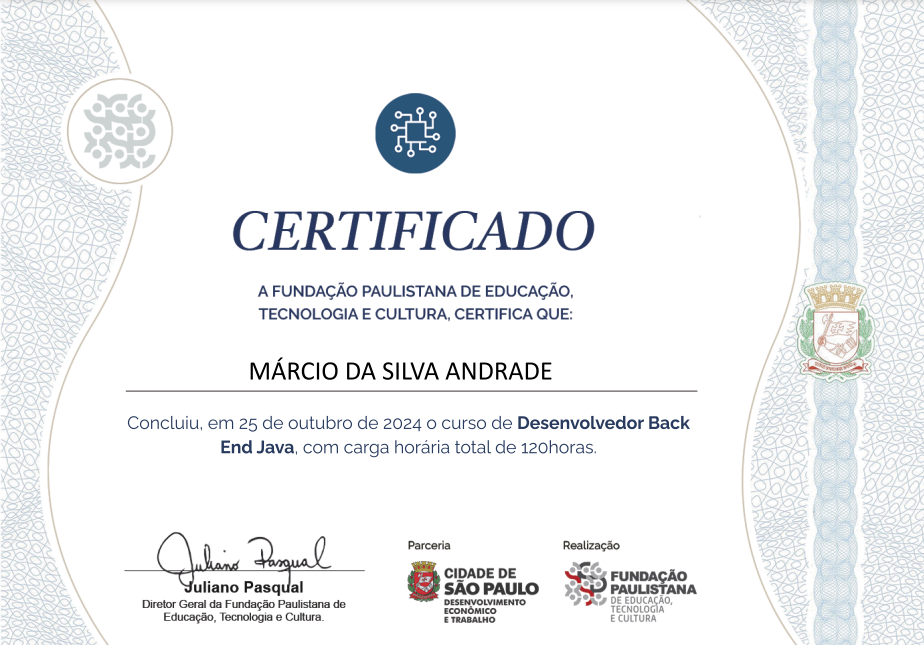 CERTIFICADO
A FUNDAÇÃO PAULISTANA DE EDUCAÇÃO,
TECNOLOGIA E CULTURA, CERTIFICA QUE:
MÁRCIO DA SILVA ANDRADE
Concluiu, em 25 de outubro de 2024 o curso de Desenvolvedor Back
End Java, com carga horária total de 120horas.
Juliano Pasqual
Juliano Pasqual
Diretor Geral da Fundação Paulistana de
Educação, Tecnologia e Cultura.
Parceria
CIDADE DE
SÃO PAULO
DESENVOLVIMENTO
ECONÔMICO
E TRABALHO
Realização
FUNDAÇÃO
PAULISTANA
DE EDUCAÇÃO,
TECNOLOGIA
E CULTURA